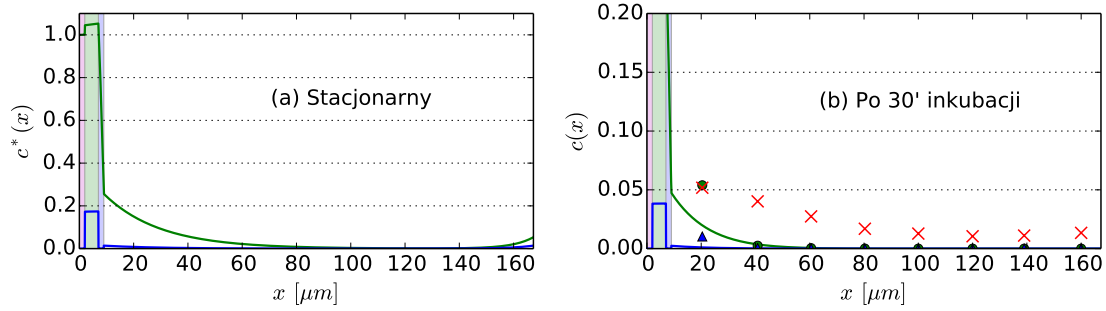 1.0
0.8
0.6
0.4
0.2
0.0
c*(x)
(a) Stacjonarny
0 20 40 60 80 100 120 140 160
x [μm]
0.20
0.15
0.10
0.05
0.00
c(x)
(b) Po 30' inkubacji
0 20 40 60 80 100 120 140 160
x [μm]